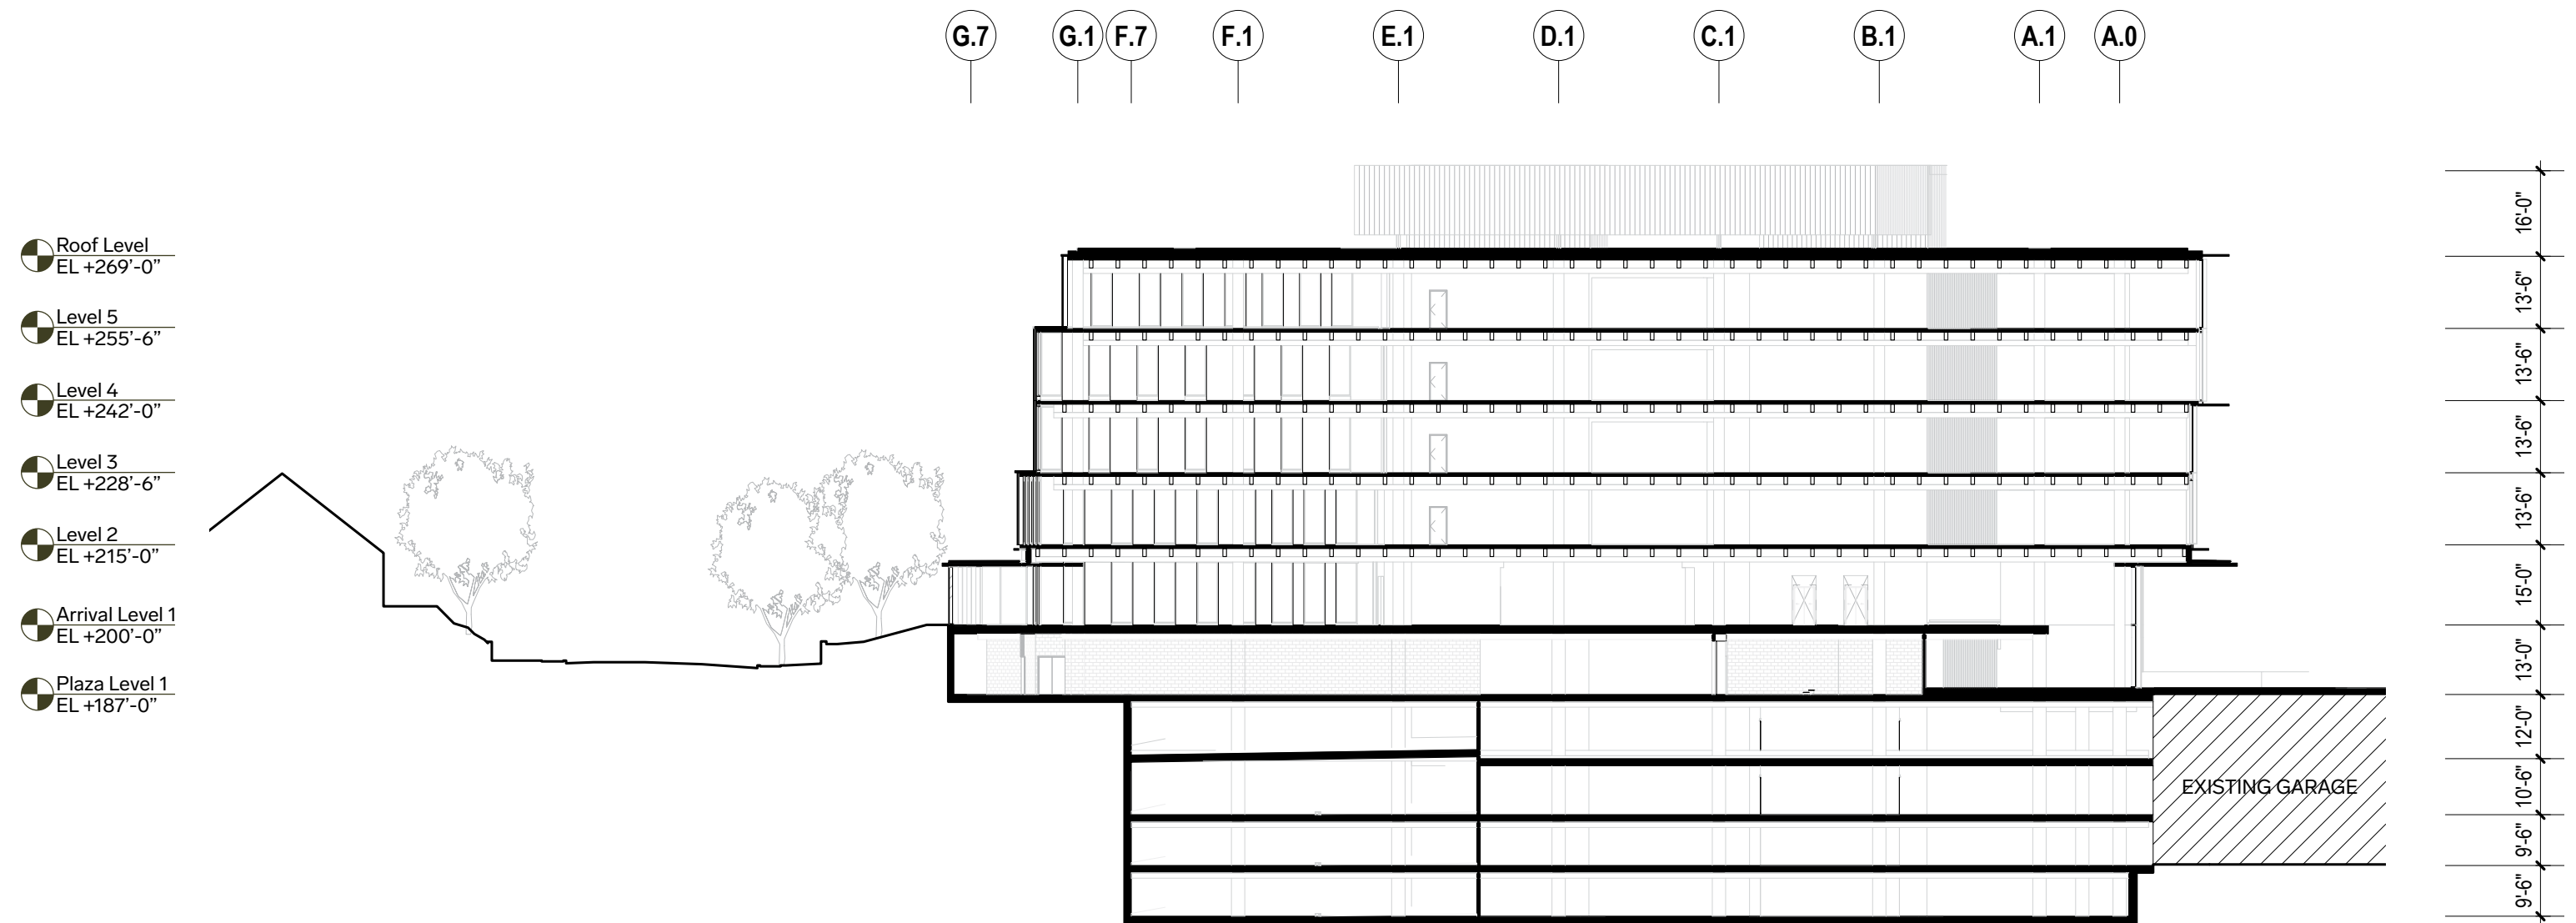 G.7
G.1
F.7
F.1
E.1
D.1
C.1
B.1
A.1
A.0
Roof Level
EL +269'-0”
Level 5
EL +255'-6”
Level 4
EL +242'-0”
Level 3
EL +228'-6”
Level 2
EL +215'-0”
Arrival Level 1
EL +200'-0”
Plaza Level 1
EL +187'-0”
EXISTING GARAGE
16'-0"
13'-6"
13'-6"
13'-6"
13'-6"
15'-0"
13'-0"
12'-0"
10'-6"
9'-6"
9'-6"